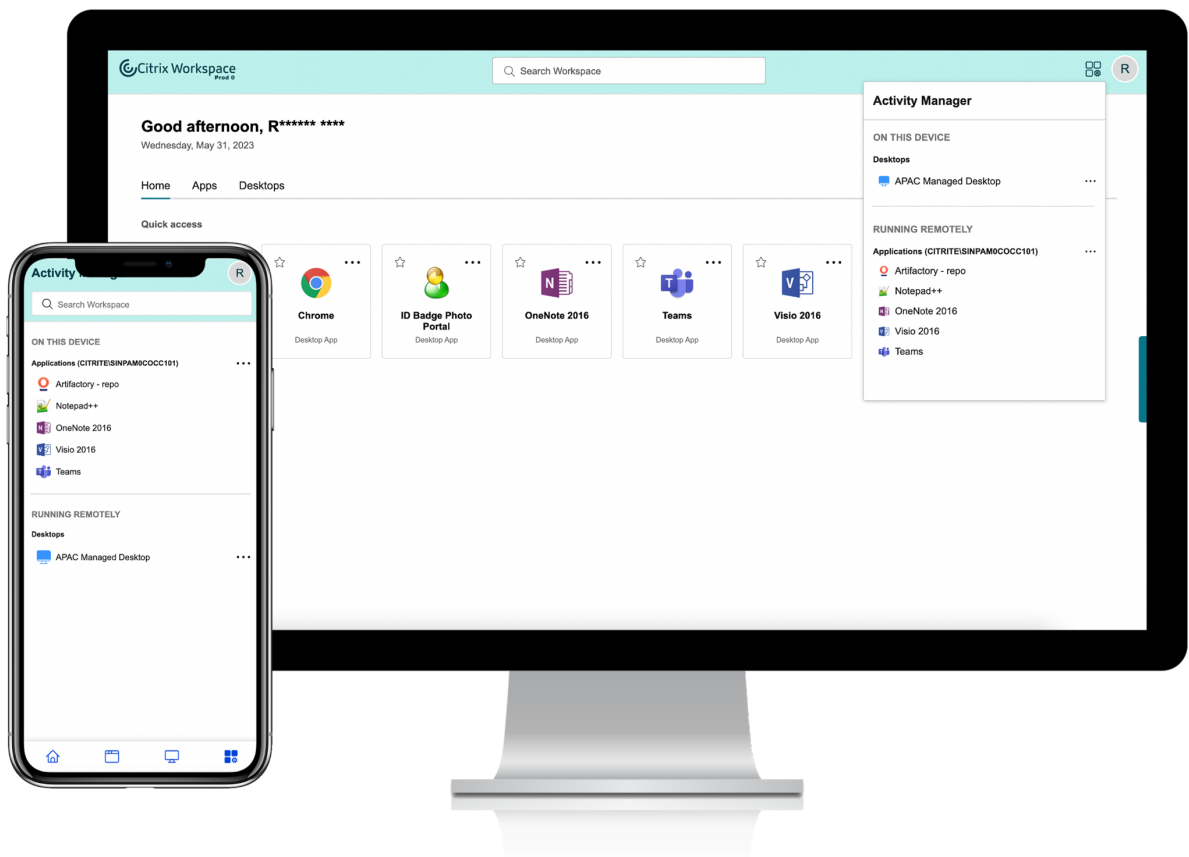 Citrix Workspace
Prod 0
Search Workspace
R
Good afternoon, R****** ****
Wednesday, May 31, 2023
Home Apps Desktops
Quick access
Chrome
Desktop App
ID Badge Photo
Portal
Desktop App
OneNote 2016
Desktop App
Teams
Desktop App
Visio 2016
Desktop App
Activity Manager
ON THIS DEVICE
Desktops
APAC Managed Desktop
RUNNING REMOTELY
Applications (CITRITE\SINPAM0COCC101)
Artifactory - repo
Notepad++
OneNote 2016
Visio 2016
Teams
Activity
R
Search Workspace
ON THIS DEVICE
Applications (CITRITE\SINPAM0COCC101)
Artifactory - repo
Notepad++
OneNote 2016
Visio 2016
Teams
RUNNING REMOTELY
Desktops
APAC Managed Desktop